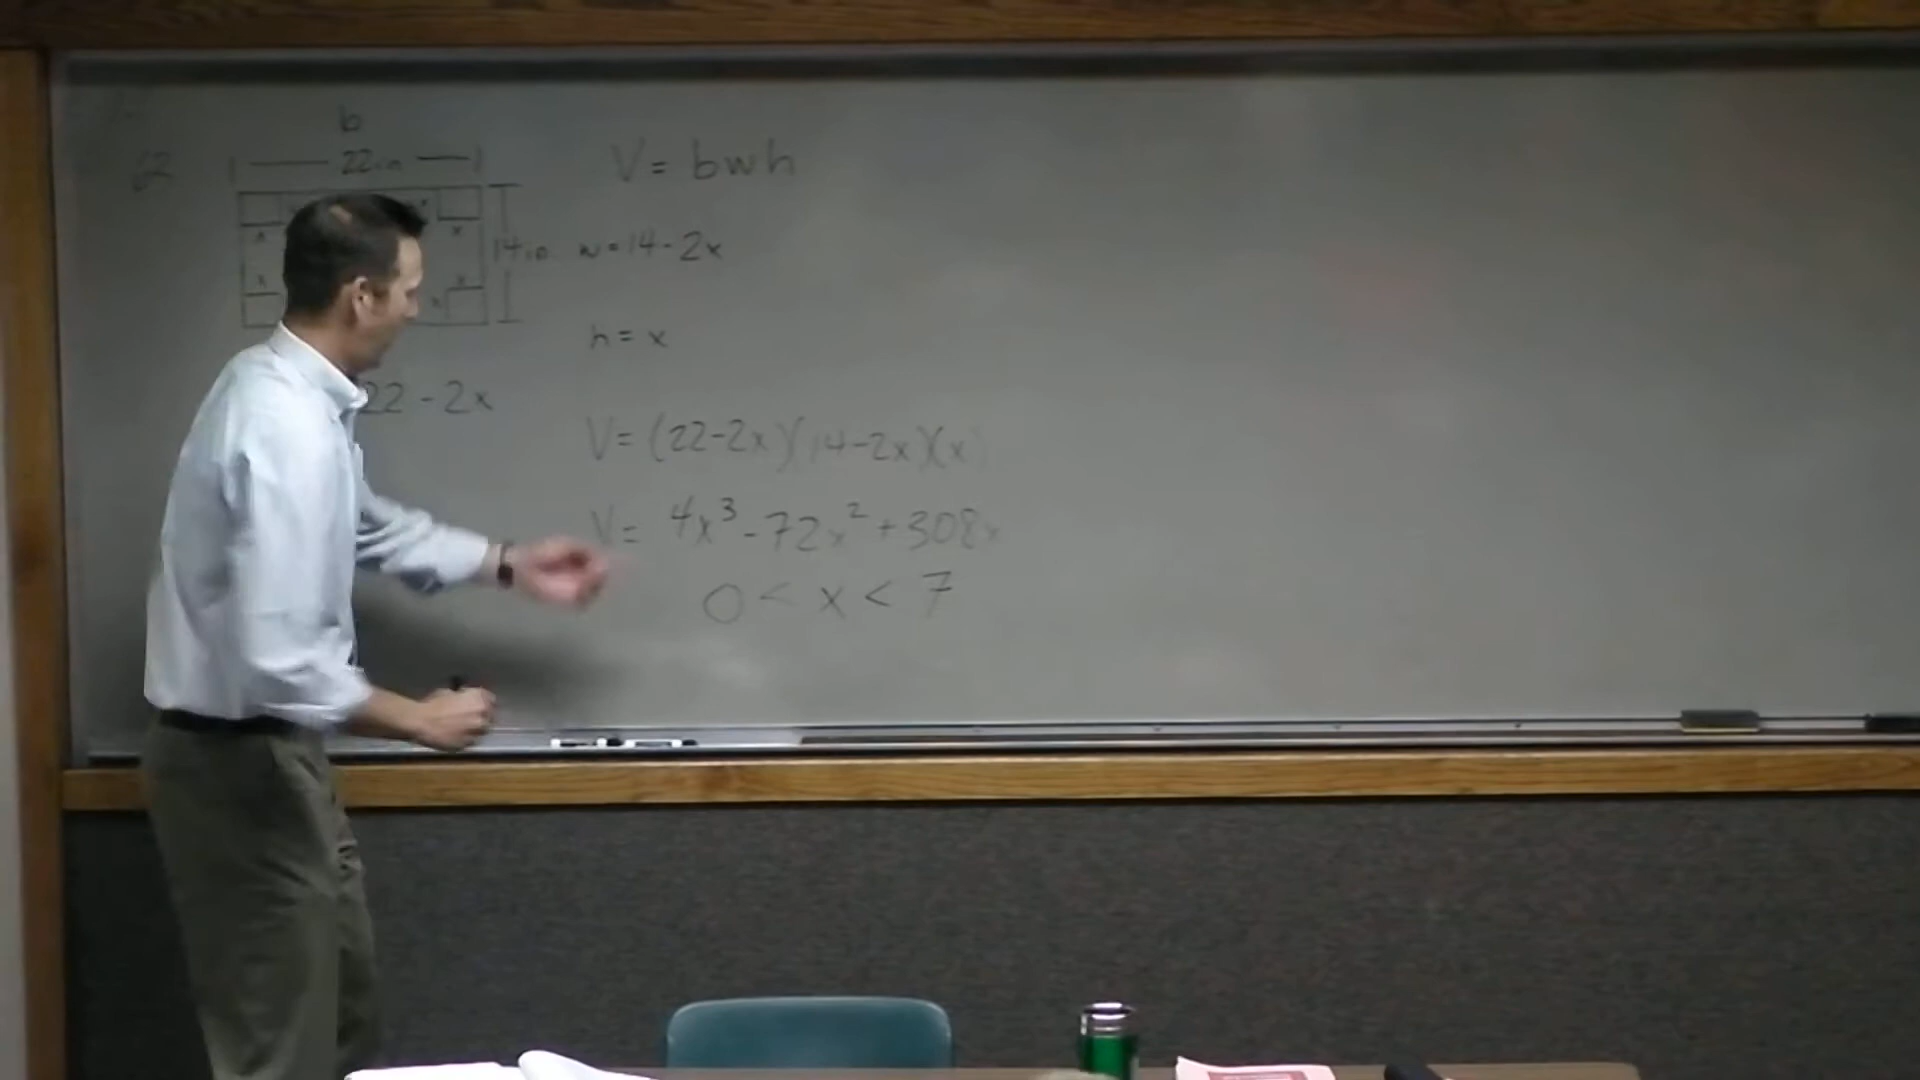 b
62
22in
V = bwh
x
x
x
14in.
w=14-2x
x
x
x
h = x
22-2x
V=(22-2x)(14-2x)(x)
V= 4x³-72x²+308x
0 < x < 7